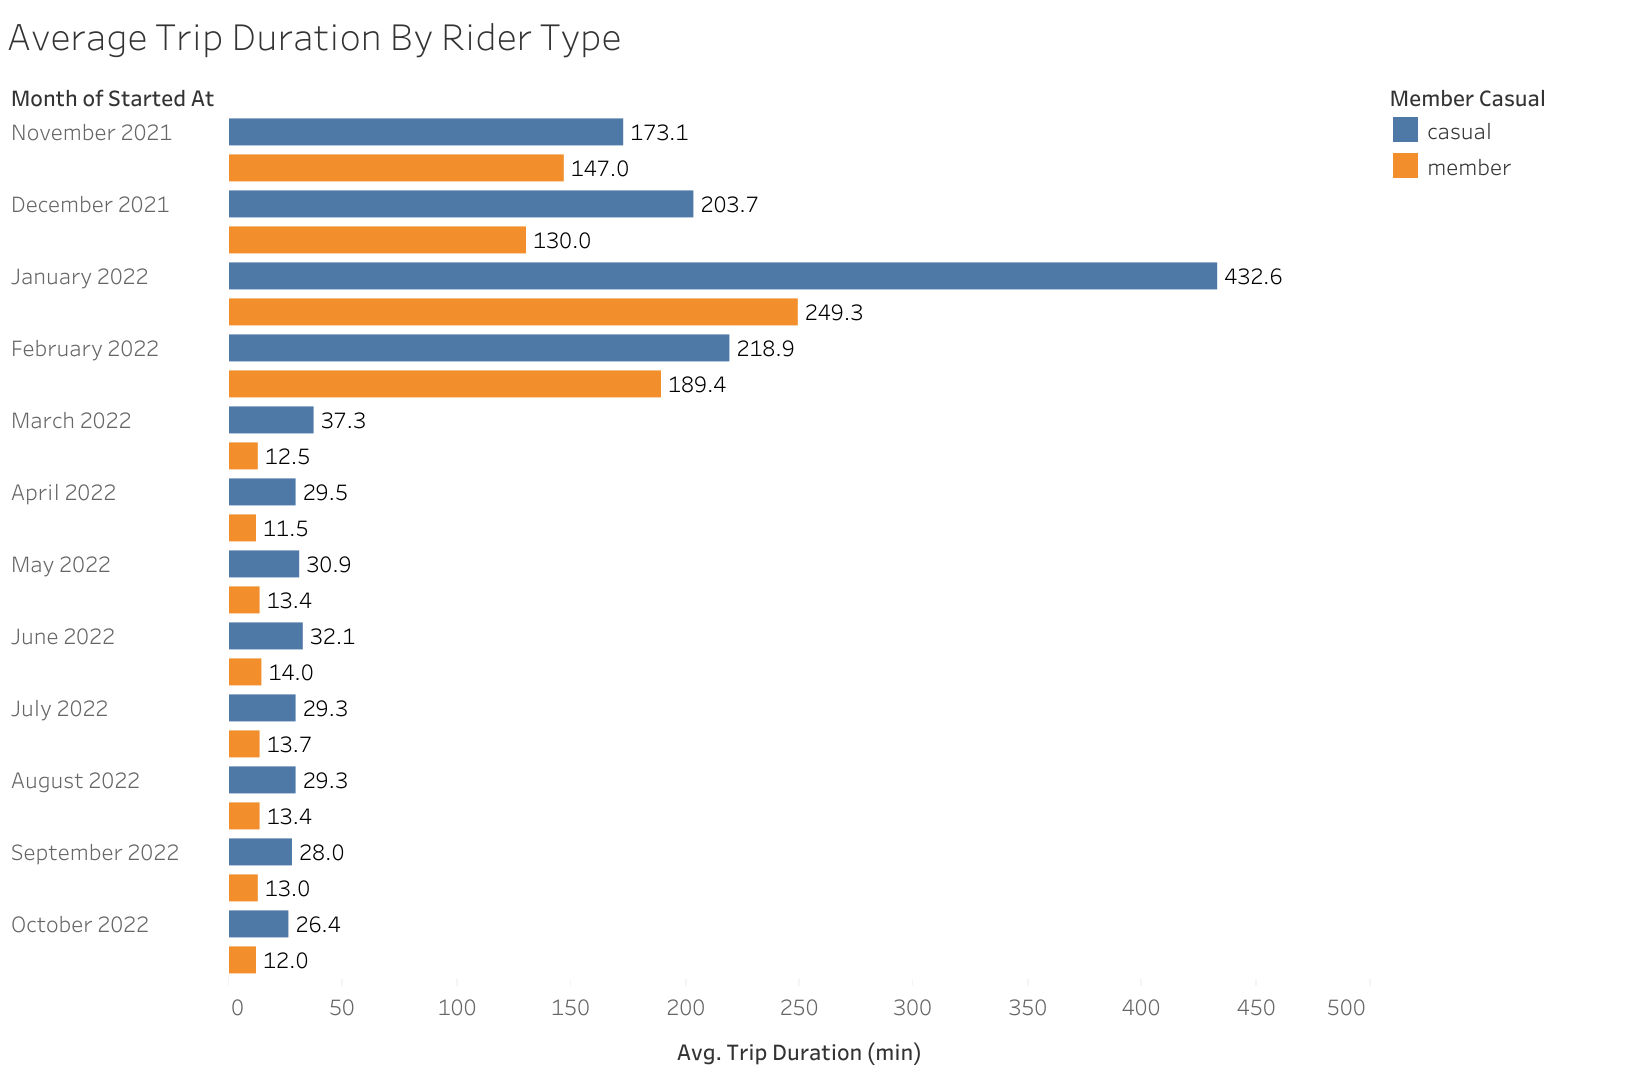 Average Trip Duration By Rider Type
Month of Started At
Member Casual
casual
member
November 2021 173.1
147.0
December 2021 203.7
130.0
January 2022 432.6
249.3
February 2022 218.9
189.4
March 2022 37.3
12.5
April 2022 29.5
11.5
May 2022 30.9
13.4
June 2022 32.1
14.0
July 2022 29.3
13.7
August 2022 29.3
13.4
September 2022 28.0
13.0
October 2022 26.4
12.0
0 50 100 150 200 250 300 350 400 450 500
Avg. Trip Duration (min)